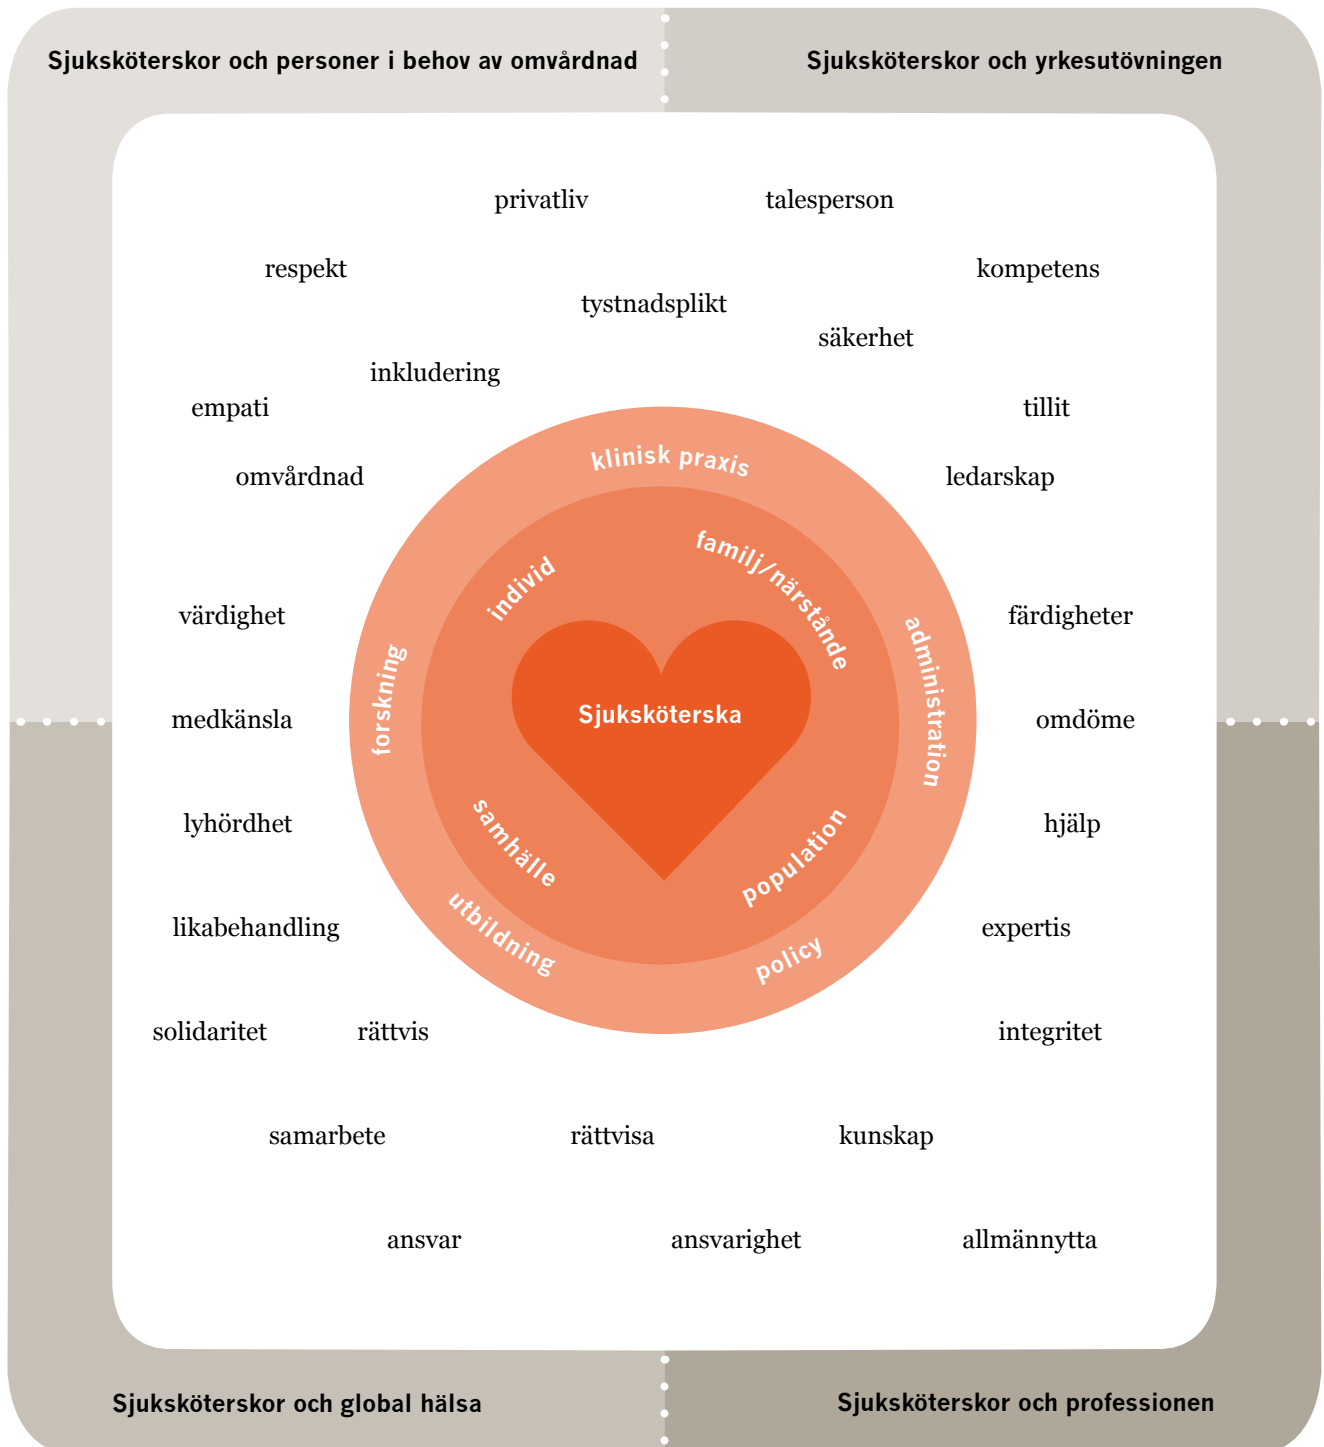 Sjuksköterskor och personer i behov av omvårdnad
Sjuksköterskor och yrkesutövningen
privatliv
talesperson
respekt
kompetens
tystnadsplikt
säkerhet
inkludering
empati
tillit
omvårdnad
ledarskap
klinisk praxis
individ
familj/närstående
värdighet
färdigheter
forskning
administration
Sjuksköterska
medkänsla
omdöme
lyhördhet
hjälp
samhälle
population
likabehandling
expertis
utbildning
policy
solidaritet
rättvis
integritet
samarbete
rättvisa
kunskap
ansvar
ansvarighet
allmännytta
Sjuksköterskor och global hälsa
Sjuksköterskor och professionen